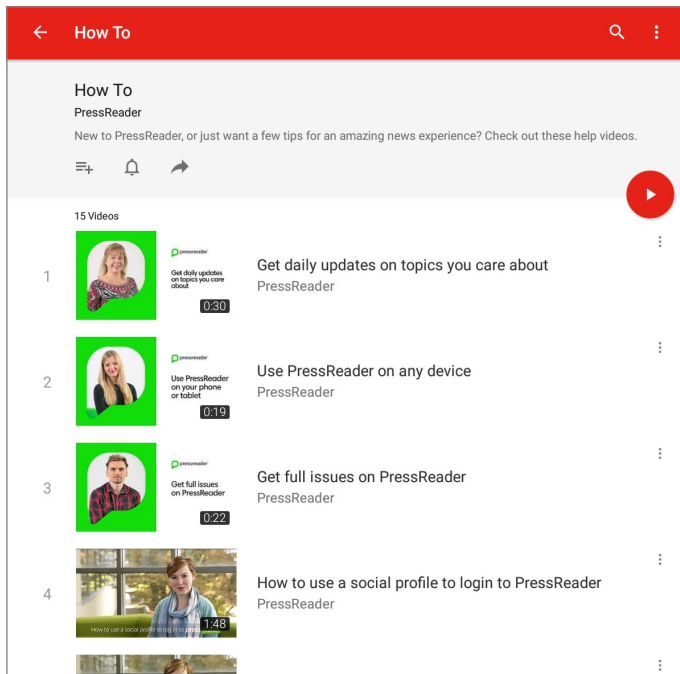 How To
How To
PressReader
New to PressReader, or just want a few tips for an amazing news experience? Check out these help videos.
15 Videos
1
pressreader
Get daily updates
on topics you care
about
0:30
Get daily updates on topics you care about
PressReader
2
pressreader
Use PressReader
on your phone
or tablet
0:19
Use PressReader on any device
PressReader
3
pressreader
Get full issues
on PressReader
0:22
Get full issues on PressReader
PressReader
4
How to use a social profile to log in to press
1:48
How to use a social profile to login to PressReader
PressReader